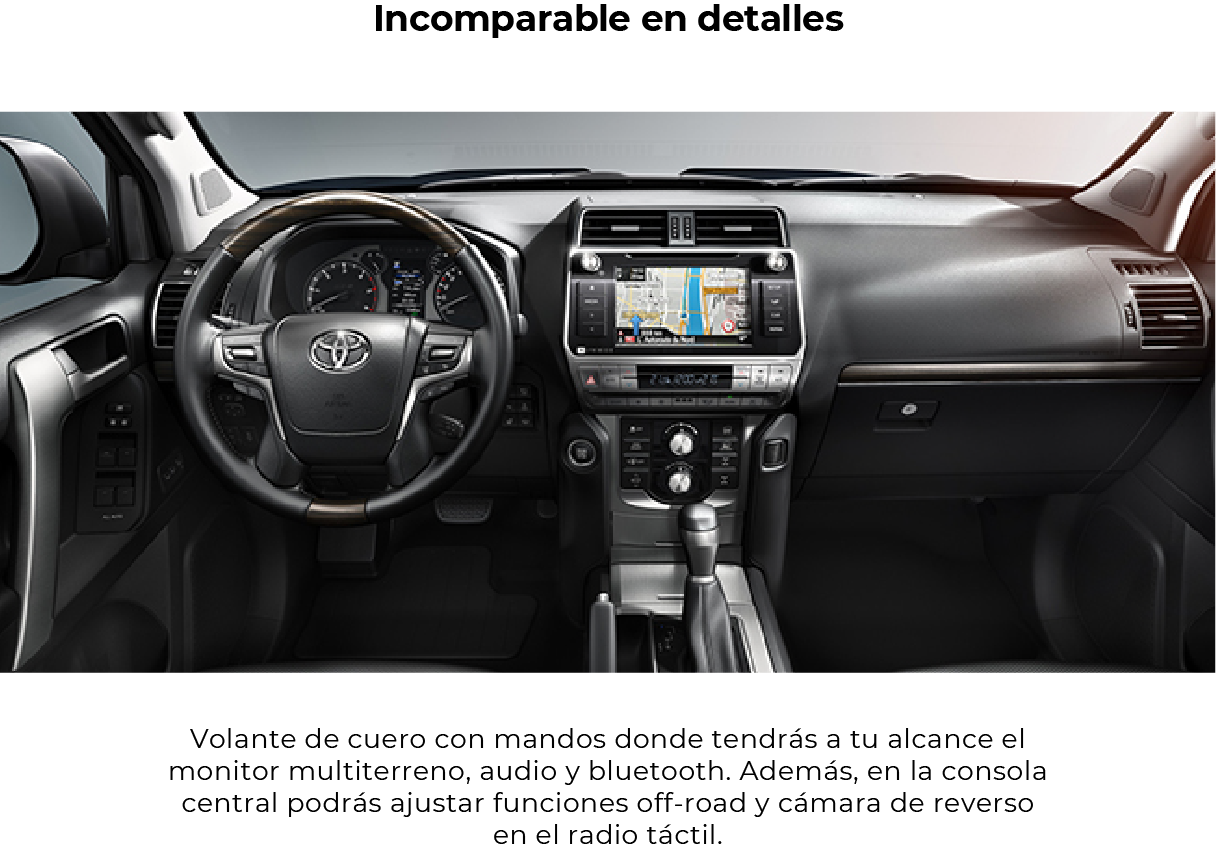 Incomparable en detalles
Volante de cuero con mandos donde tendrás a tu alcance el
monitor multiterreno, audio y bluetooth. Además, en la consola
central podrás ajustar funciones off-road y cámara de reverso
en el radio táctil.